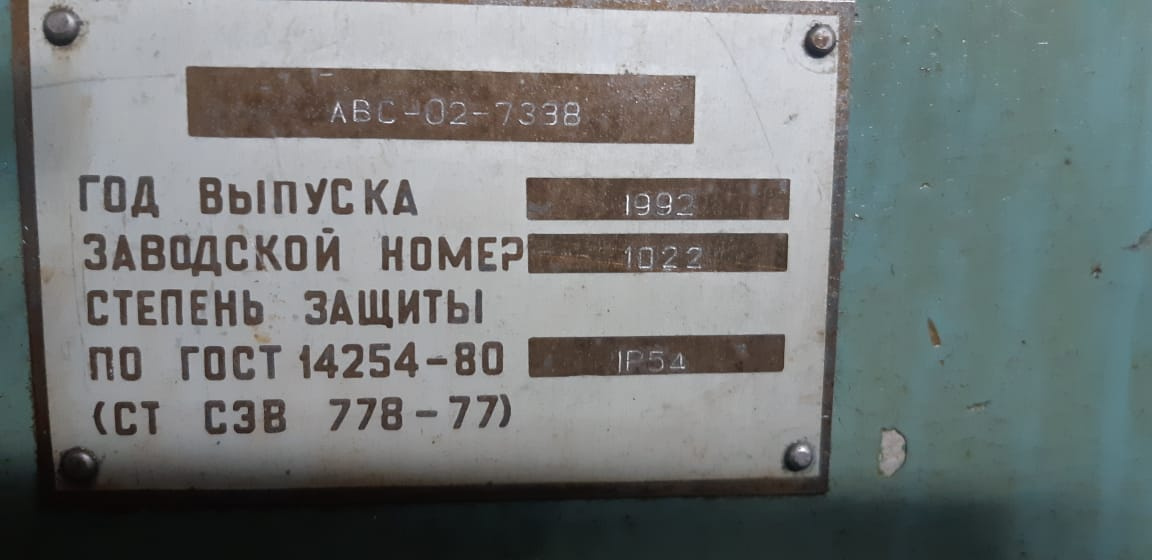 АВС-02-7338
ГОД ВЫПУСКА 1992
ЗАВОДСКОЙ НОМЕР 1022
СТЕПЕНЬ ЗАЩИТЫ
ПО ГОСТ 14254-80 IP54
(СТ СЭВ 778-77)